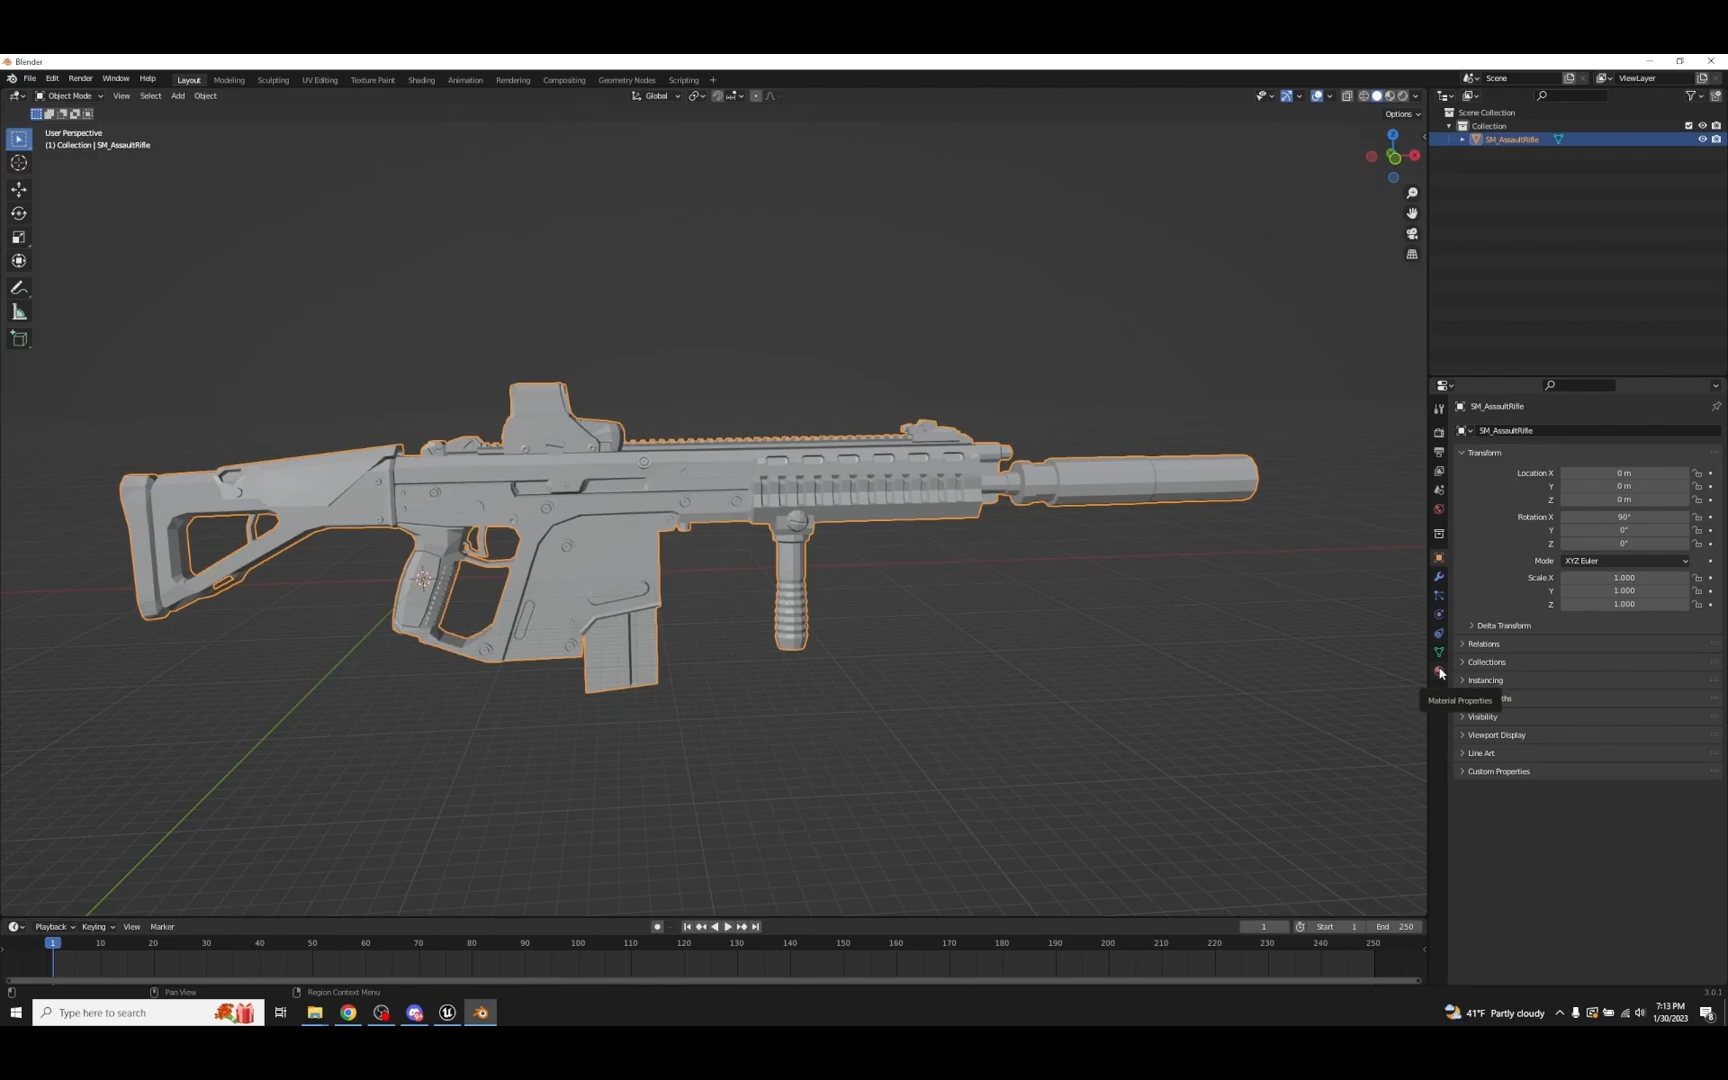 Blender
File Edit Render Window Help Layout Modeling Sculpting UV Editing Texture Paint Shading Animation Rendering Compositing Geometry Nodes Scripting + Scene ViewLayer
Object Mode View Select Add Object Global
Options
User Perspective
(1) Collection | SM_AssaultRifle
Z
Scene Collection
Collection
SM_AssaultRifle
SM_AssaultRifle
SM_AssaultRifle
Transform
Location X 0 m
Y 0 m
Z 0 m
Rotation X 90°
Y 0°
Z 0°
Mode XYZ Euler
Scale X 1.000
Y 1.000
Z 1.000
Delta Transform
Relations
Collections
Instancing
Material Properties
Visibility
Viewport Display
Line Art
Custom Properties
Playback Keying View Marker 1 Start 1 End 250
1 10 20 30 40 50 60 70 80 90 100 110 120 130 140 150 160 170 180 190 200 210 220 230 240 250
Pan View Region Context Menu 3.0.1
Type here to search 41°F Partly cloudy 7:13 PM
1/30/2023
8